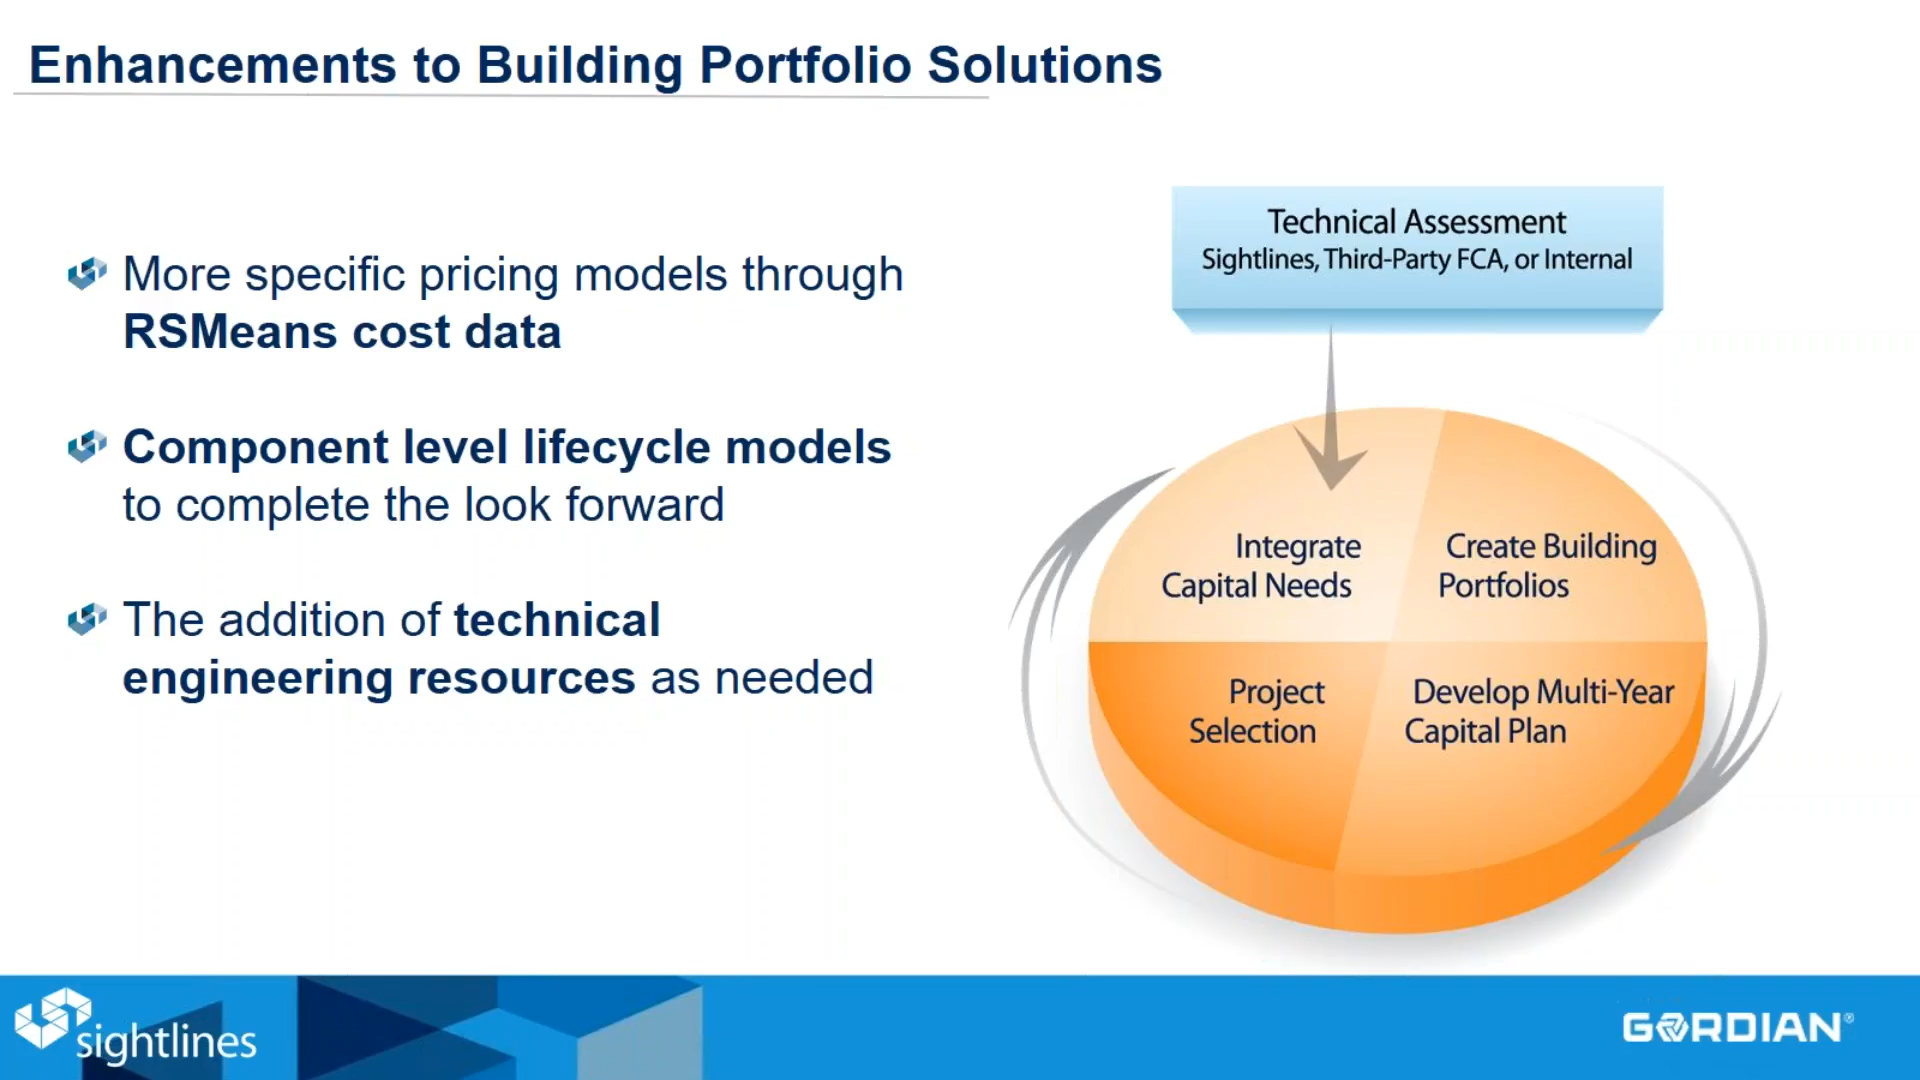 Enhancements to Building Portfolio Solutions
More specific pricing models through
RSMeans cost data
Component level lifecycle models
to complete the look forward
The addition of technical
engineering resources as needed
Technical Assessment
Sightlines, Third-Party FCA, or Internal
Integrate
Capital Needs
Create Building
Portfolios
Project
Selection
Develop Multi-Year
Capital Plan
sightlines
GORDIAN®